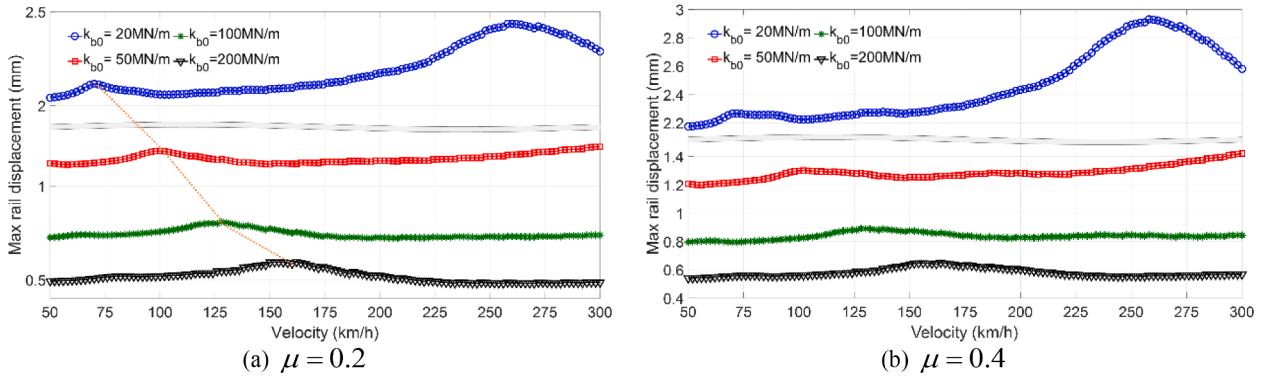 2.5
2
1
0.5
Max rail displacement (mm)
k_b0 = 20MN/m
k_b0 = 100MN/m
k_b0 = 50MN/m
k_b0 = 200MN/m
50 75 100 125 150 175 200 225 250 275 300
Velocity (km/h)
(a) μ = 0.2
3
2.8
2.6
2.4
2.2
1.4
1.2
1
0.8
0.6
0.4
Max rail displacement (mm)
k_b0 = 20MN/m
k_b0 = 100MN/m
k_b0 = 50MN/m
k_b0 = 200MN/m
50 75 100 125 150 175 200 225 250 275 300
Velocity (km/h)
(b) μ = 0.4